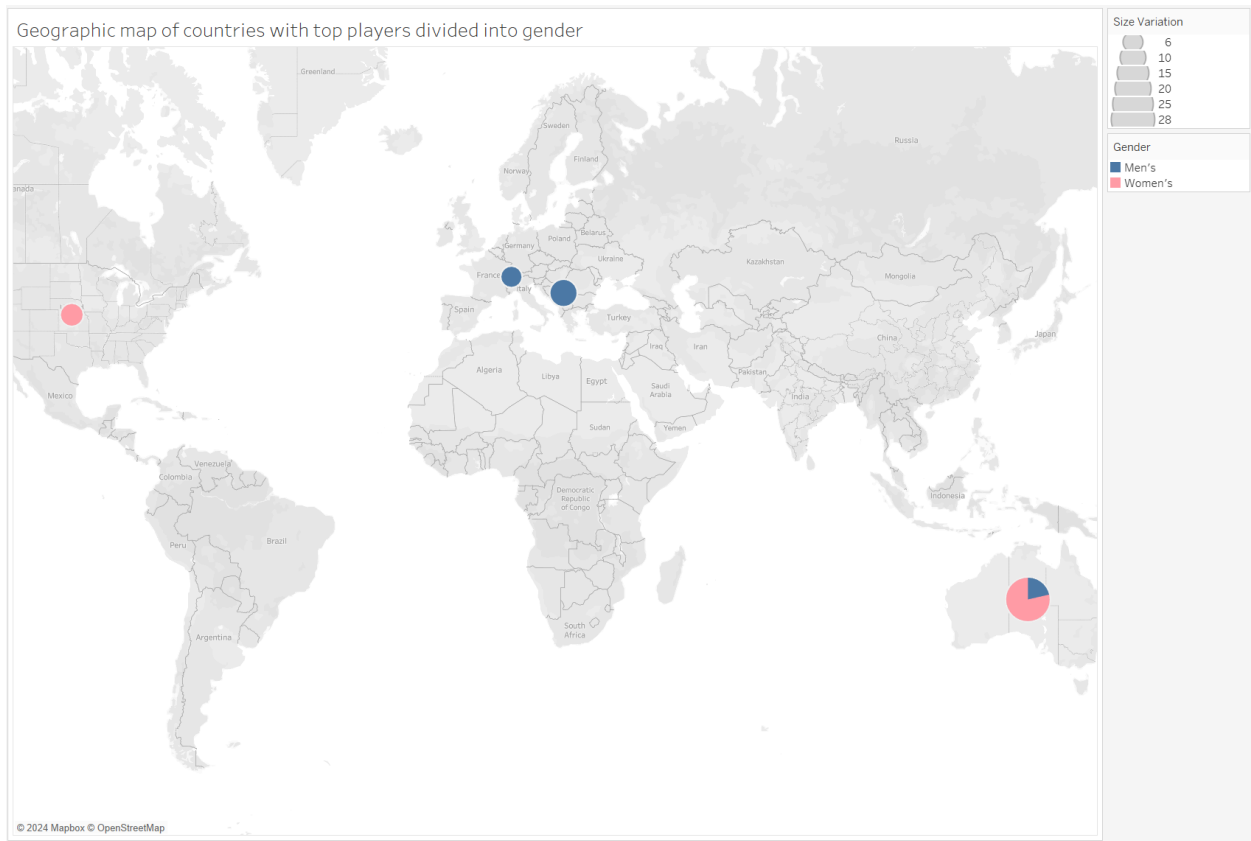 Geographic map of countries with top players divided into gender
Size Variation
6
10
15
20
25
28
Gender
Men's
Women's
Greenland
Sweden
Finland
Norway
Russia
anada
Germany
Poland
Belarus
Ukraine
France
Italy
Kazakhstan
Mongolia
Spain
Turkey
China
Japan
Iraq
Iran
Algeria
Libya
Egypt
Pakistan
Saudi
Arabia
India
Mexico
Sudan
Yemen
Venezuela
Colombia
Democratic
Republic
of Congo
Indonesia
Peru
Brazil
South
Africa
Argentina
© 2024 Mapbox © OpenStreetMap